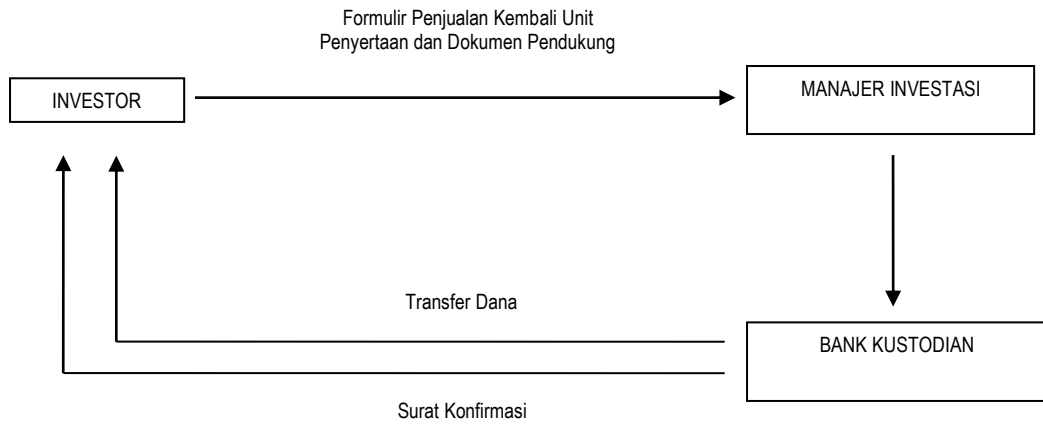 Formulir Penjualan Kembali Unit
Penyertaan dan Dokumen Pendukung
INVESTOR
MANAJER INVESTASI
Transfer Dana
BANK KUSTODIAN
Surat Konfirmasi